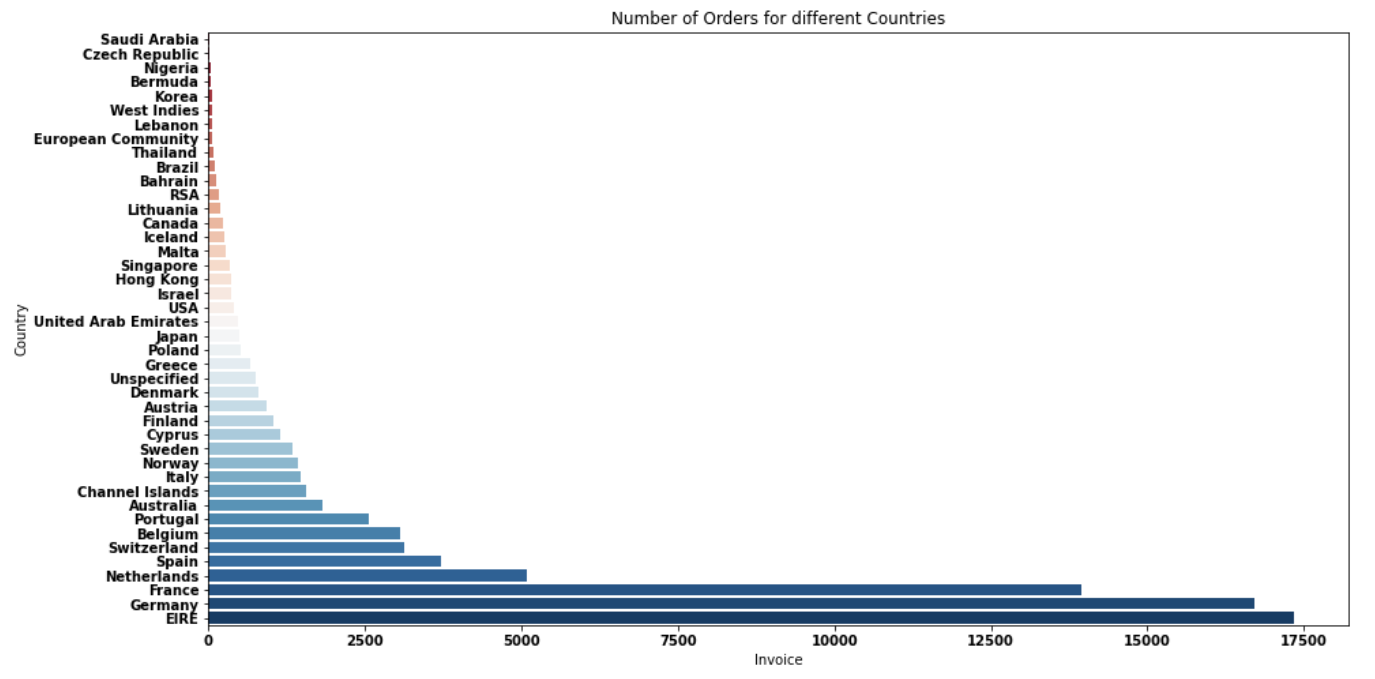 Number of Orders for different Countries
Saudi Arabia
Czech Republic
Nigeria
Bermuda
Korea
West Indies
Lebanon
European Community
Thailand
Brazil
Bahrain
RSA
Lithuania
Canada
Iceland
Malta
Singapore
Hong Kong
Israel
USA
United Arab Emirates
Japan
Poland
Greece
Unspecified
Denmark
Austria
Finland
Cyprus
Sweden
Norway
Italy
Channel Islands
Australia
Portugal
Belgium
Switzerland
Spain
Netherlands
France
Germany
EIRE
Country
0 2500 5000 7500 10000 12500 15000 17500
Invoice